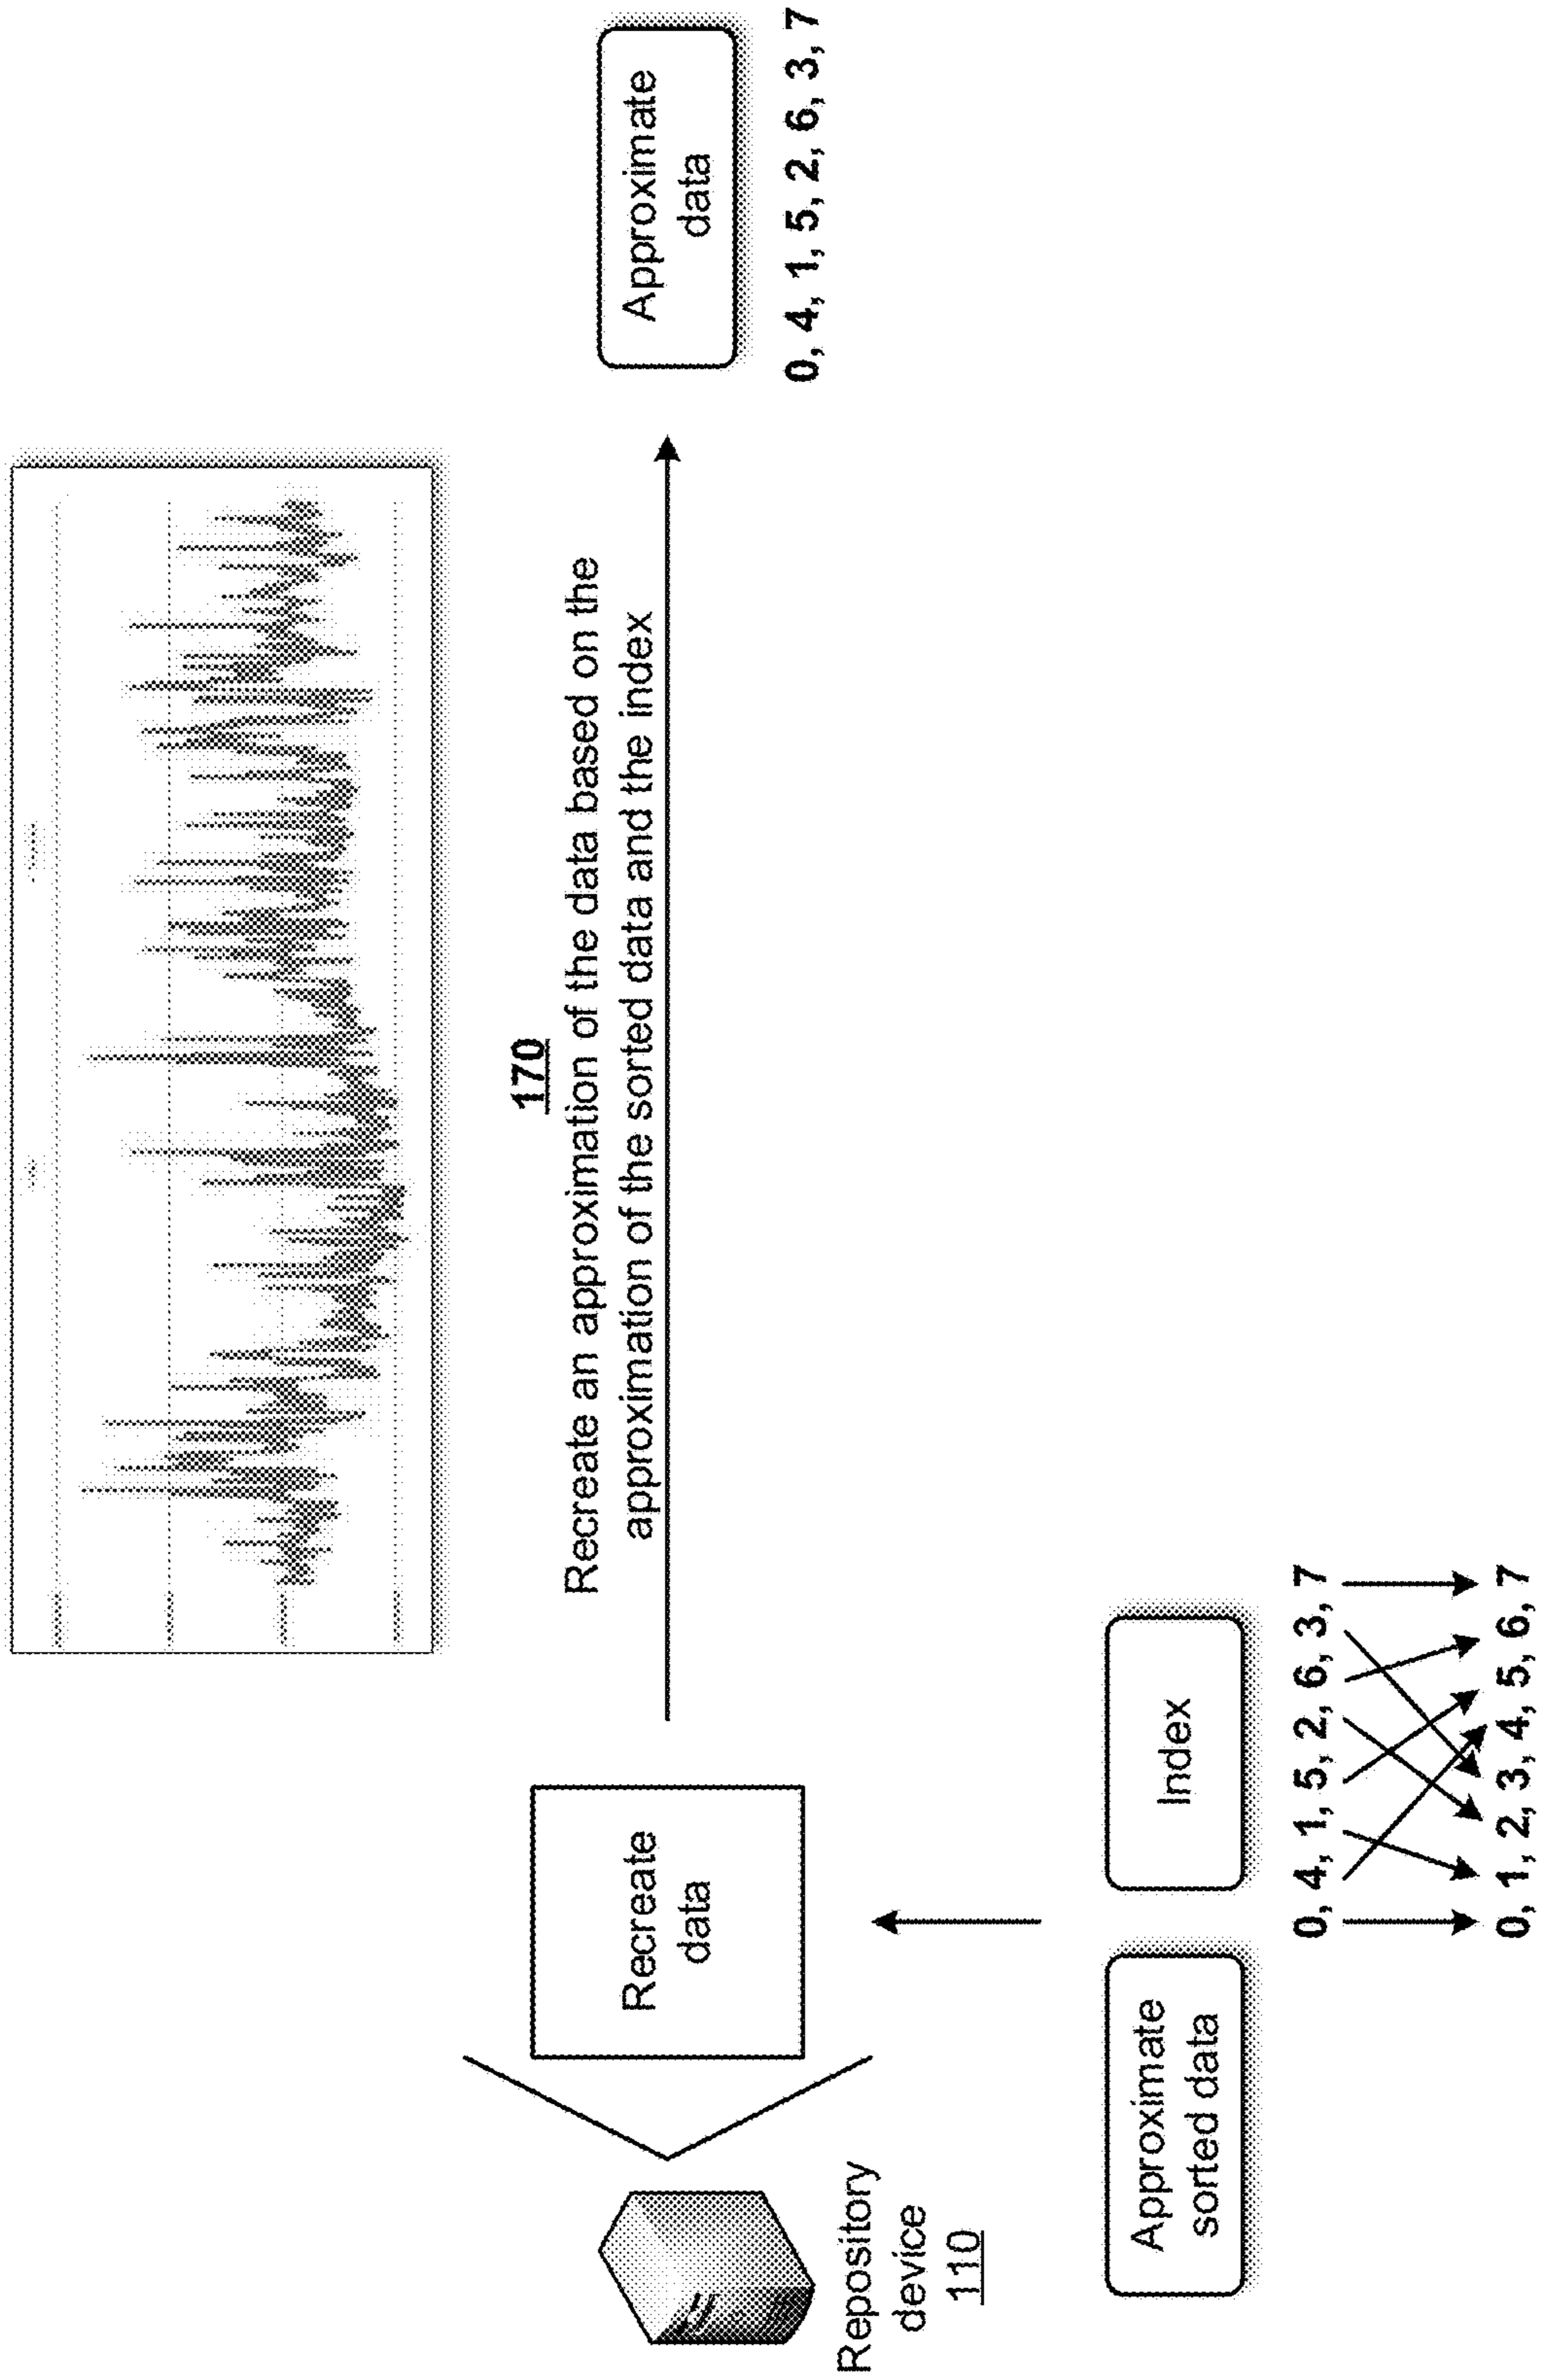 170
Recreate an approximation of the data based on the
approximation of the sorted data and the index
Repository
device
110
Recreate
data
Approximate
data
0, 4, 1, 5, 2, 6, 3, 7
Approximate
sorted data
Index
0, 4, 1, 5, 2, 6, 3, 7
0, 1, 2, 3, 4, 5, 6, 7